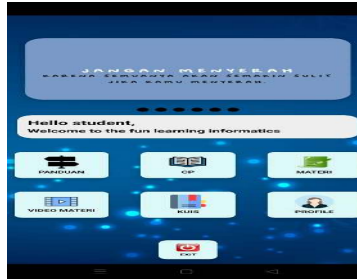 JANGAN MENYERAH
KARENA SEMUANYA AKAN SEMAKIN SULIT
JIKA KAMU MENYERAH
Hello student,
Welcome to the fun learning informatics
PANDUAN
CP
MATERI
VIDEO MATERI
KUIS
PROFILE
EXIT